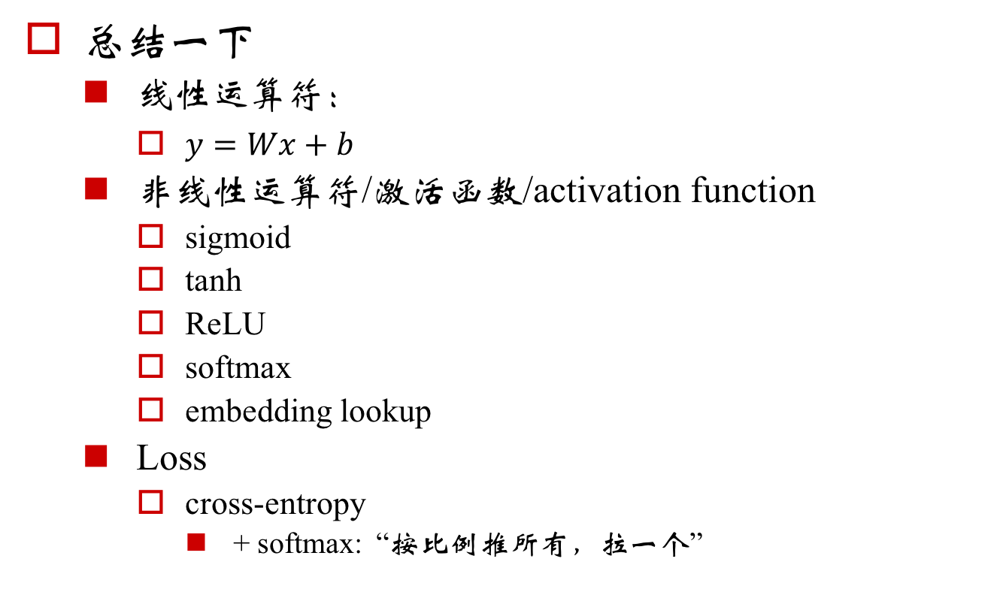 总结一下
线性运算符：
y = Wx + b
非线性运算符/激活函数/activation function
sigmoid
tanh
ReLU
softmax
embedding lookup
Loss
cross-entropy
+ softmax: “按比例推所有，拉一个”